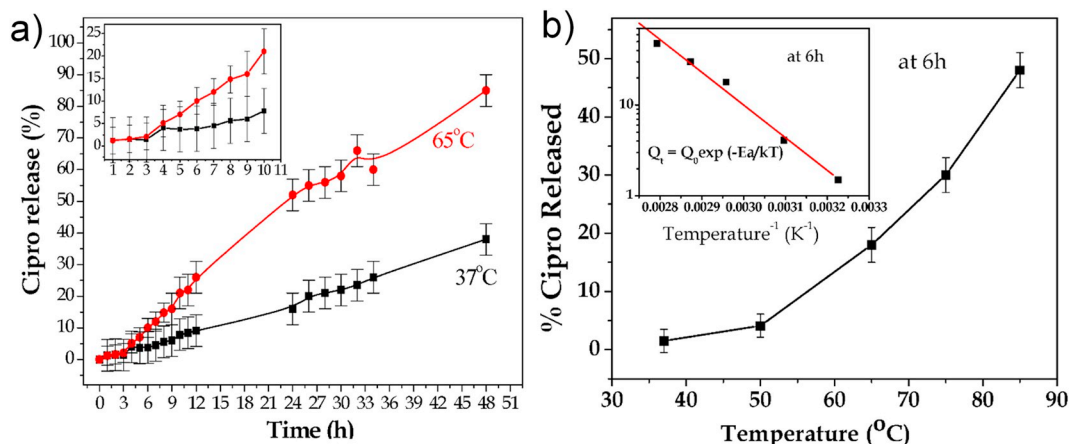 a)
Cipro release (%)
100
90
80
70
60
50
40
30
20
10
0
25
20
15
10
5
0
1 2 3 4 5 6 7 8 9 10 11
65°C
37°C
0 3 6 9 12 15 18 21 24 27 30 33 36 39 42 45 48 51
Time (h)
b)
% Cipro Released
60
50
40
30
20
10
0
at 6h
at 6h
10
1
Qt = Q0exp (-Ea/kT)
0.0028 0.0029 0.0030 0.0031 0.0032 0.0033
Temperature-1 (K-1)
30 40 50 60 70 80 90
Temperature (°C)